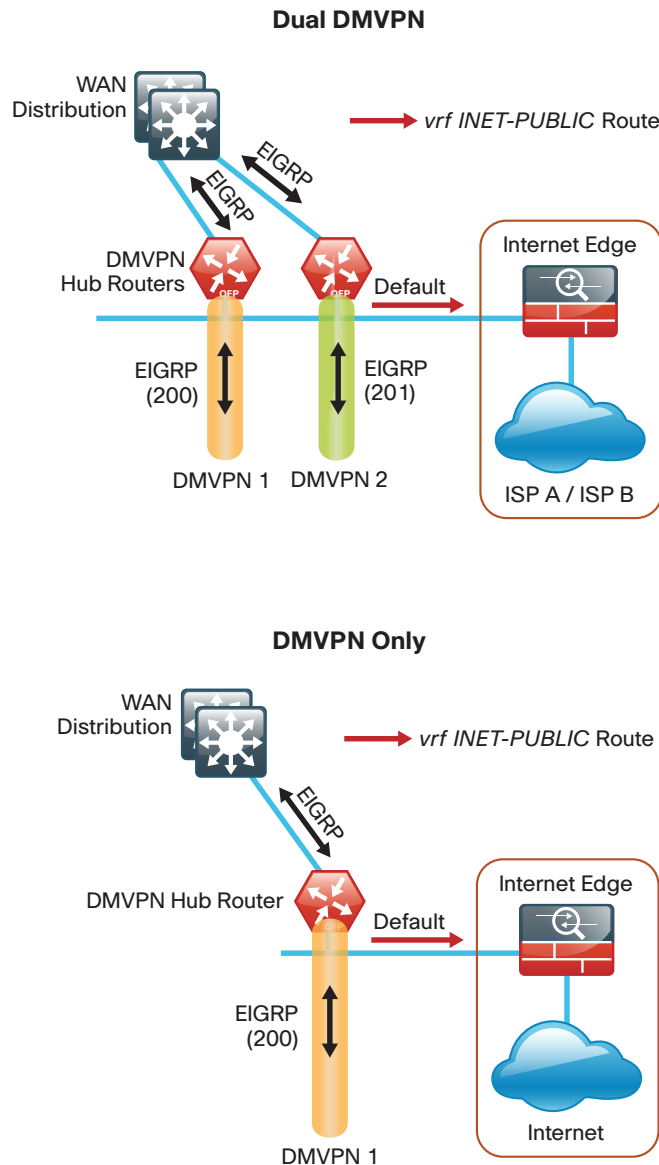 Dual DMVPN
WAN
Distribution
vrf INET-PUBLIC Route
EIGRP
EIGRP
DMVPN
Hub Routers
Default
Internet Edge
EIGRP
(200)
EIGRP
(201)
DMVPN 1
DMVPN 2
ISP A / ISP B
DMVPN Only
WAN
Distribution
vrf INET-PUBLIC Route
EIGRP
DMVPN Hub Router
Default
Internet Edge
EIGRP
(200)
Internet
DMVPN 1